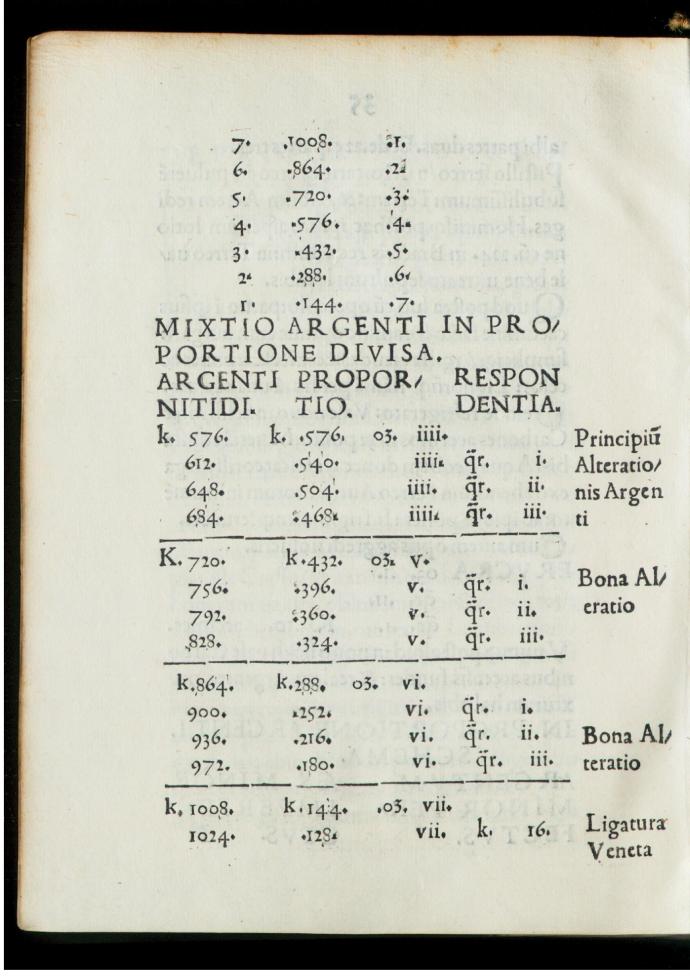 7. .1008. .1.
6. .864. .2.
5. .720. .3.
4. .576. .4.
3. .432. .5.
2. .288. .6.
1. .144. .7.
MIXTIO ARGENTI IN PRO/
PORTIONE DIVISA.
ARGENTI PROPOR/ RESPON
NITIDI. TIO. DENTIA.
k. 576. k. .576. o3. iiii. Principiũ
612. .540. iiii. q̃r. i. Alteratio/
648. .504. iiii. q̃r. ii. nis Argen
684. .468. iiii. q̃r. iii. ti
K. 720. k .432. o3. v.
756. .396. v. q̃r. i. Bona Al/
792. .360. v. q̃r. ii. eratio
828. .324. v. q̃r. iii.
k.864. k.288. o3. vi.
900. .252. vi. q̃r. i.
936. .216. vi. q̃r. ii. Bona Al/
972. .180. vi. q̃r. iii. teratio
k. 1008. k. 144. .o3. vii.
1024. .128. vii. k. 16. Ligatura
Veneta